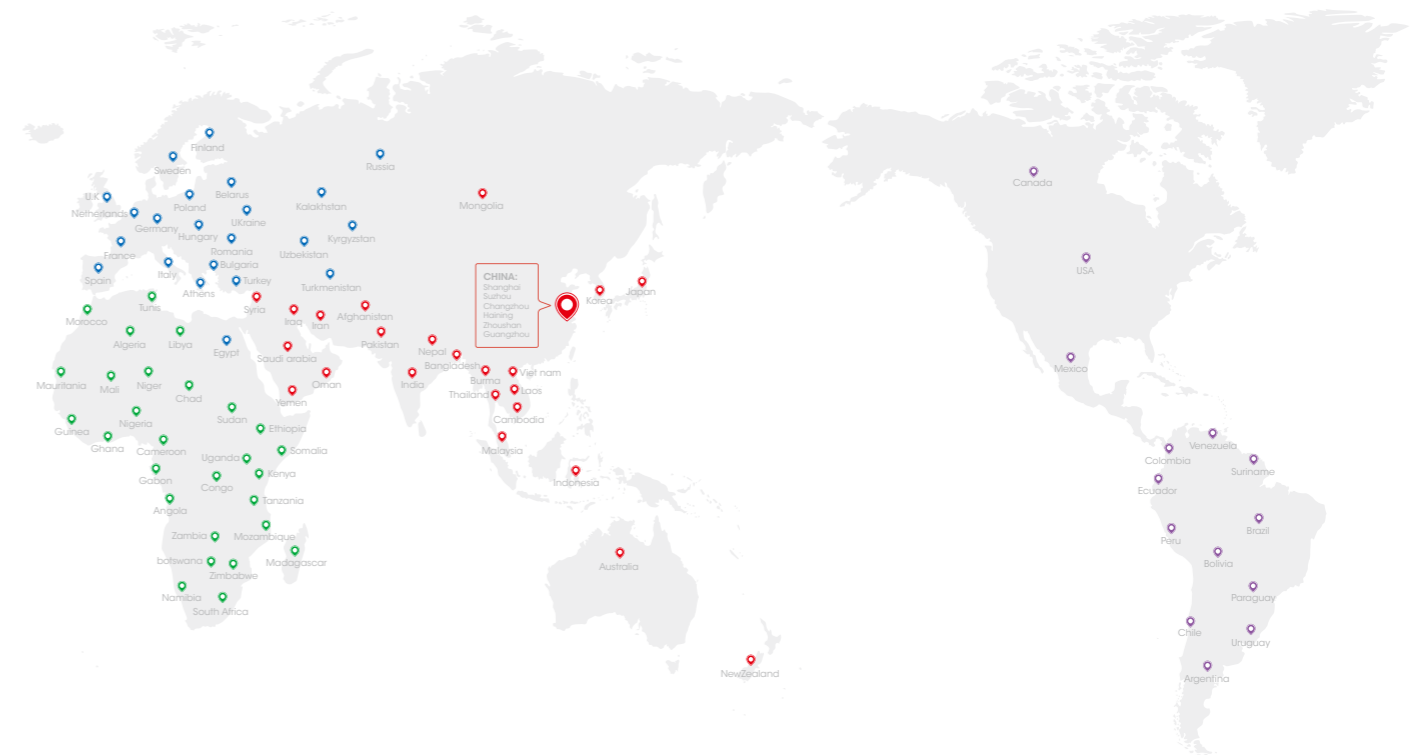 Finland
Sweden
Russia
U.K
Belarus
Poland
Kalakhstan
Mongolia
Canada
Netherlands
Germany
UKraine
Hungary
Kyrgyzstan
France
Romania
Uzbekistan
Italy
Bulgaria
Spain
Athens
Turkey
Turkmenistan
USA
CHINA:
Shanghai
Suzhou
Changzhou
Haining
Zhoushan
Guangzhou
Korea
Japan
Tunis
Syria
Morocco
Iraq
Iran
Afghanistan
Algeria
Libya
Egypt
Saudi arabia
Pakistan
Nepal
Bangladesh
Mexico
Mauritania
Mali
Niger
Chad
Oman
Yemen
India
Burma
Viet nam
Thailand
Laos
Cambodia
Guinea
Ghana
Nigeria
Cameroon
Sudan
Ethiopia
Somalia
Malaysia
Venezuela
Colombia
Suriname
Gabon
Congo
Uganda
Kenya
Indonesia
Ecuador
Angola
Tanzania
Zambia
Mozambique
Peru
Brazil
botswana
Zimbabwe
Madagascar
Australia
Bolivia
Namibia
South Africa
Paraguay
Chile
Uruguay
NewZealand
Argentina